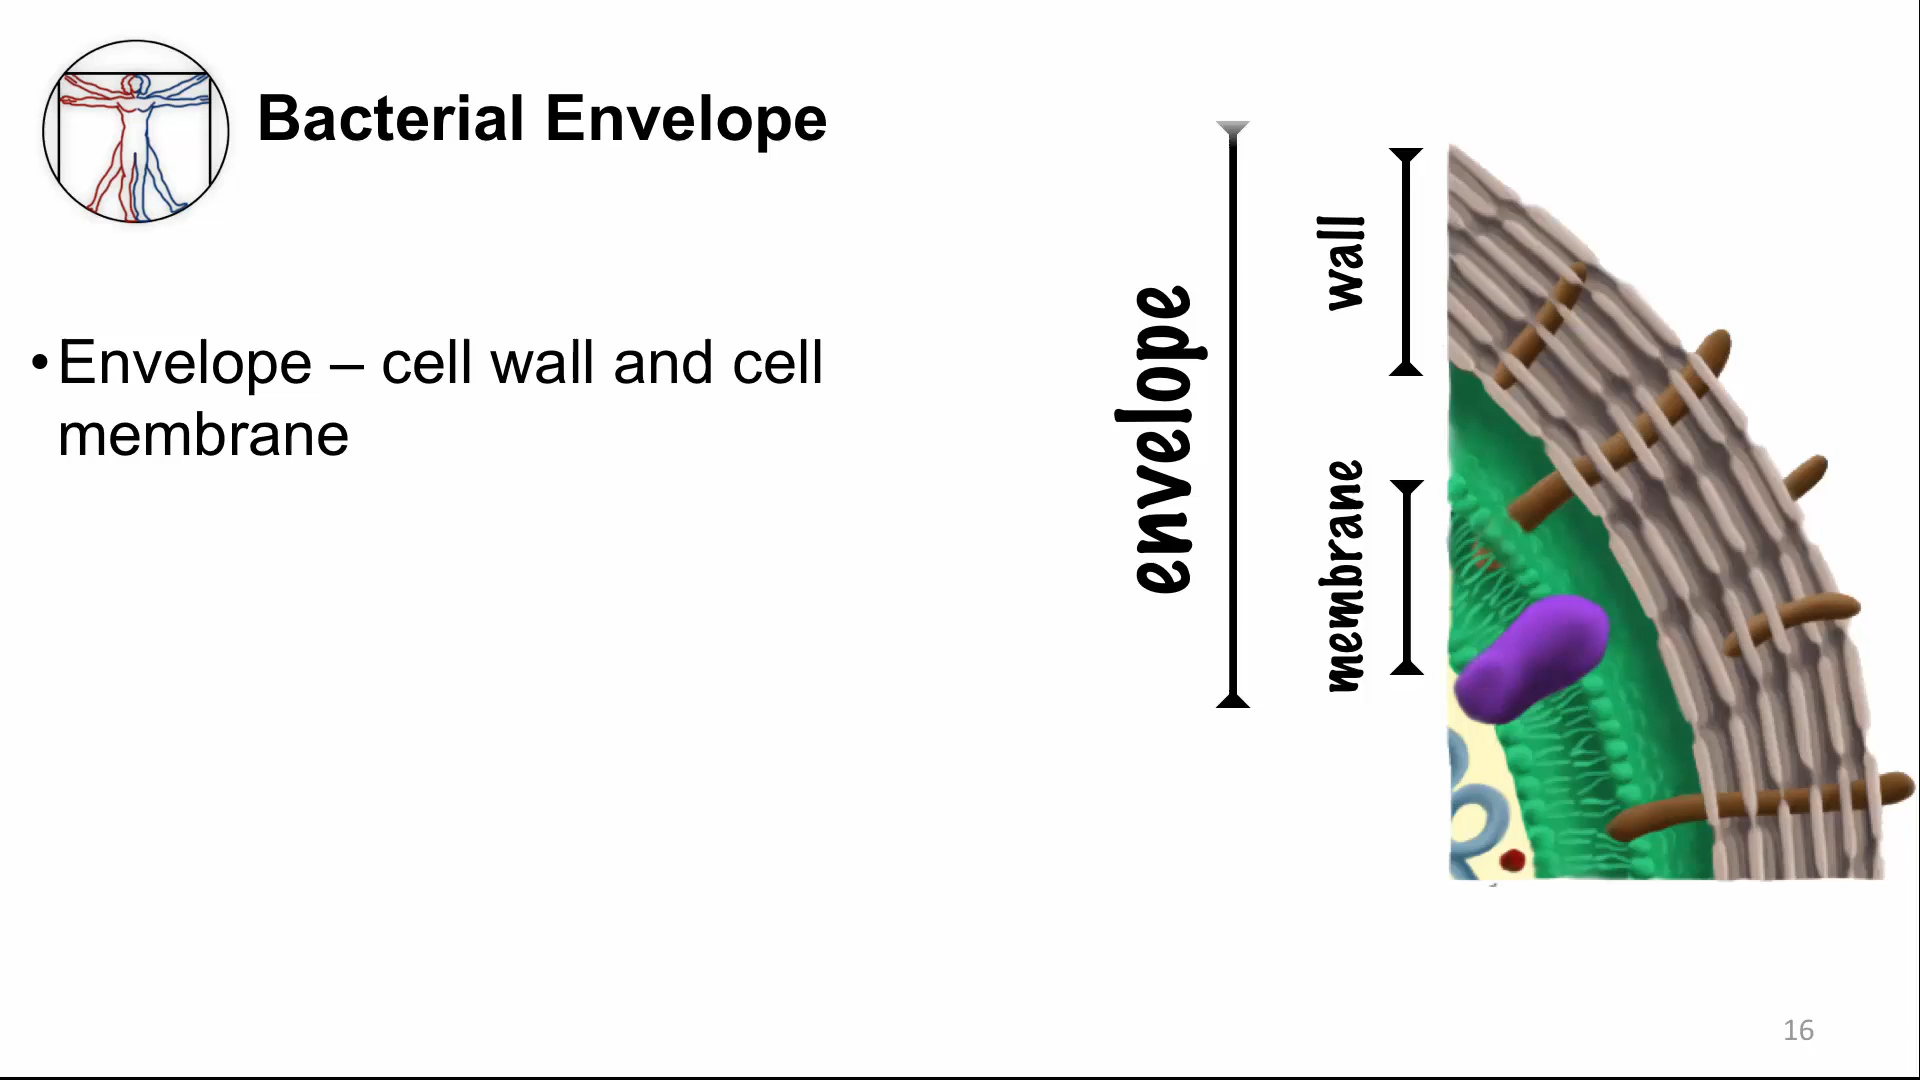 Bacterial Envelope
•Envelope – cell wall and cell
membrane
envelope
wall
membrane
16